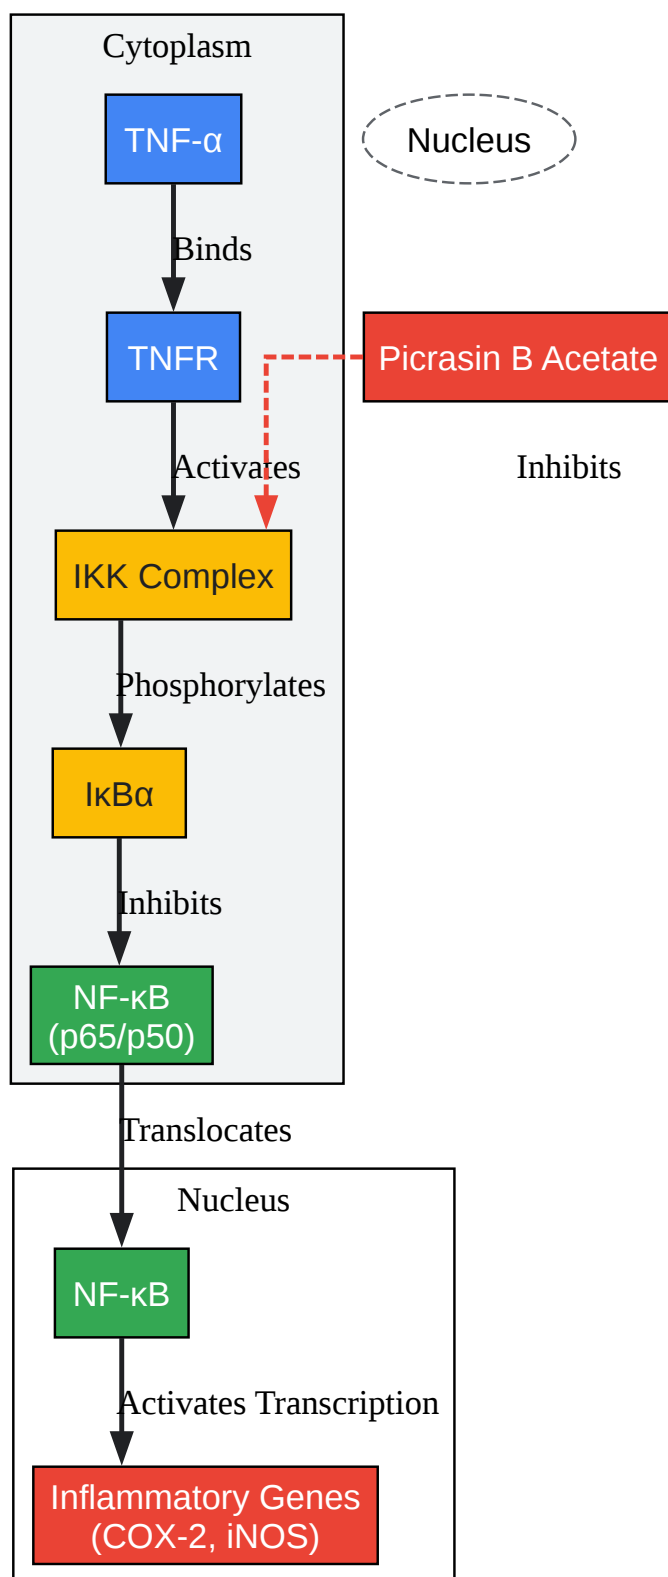 Cytoplasm
TNF-α
Nucleus
Binds
TNFR
Picrasin B Acetate
Activates
Inhibits
IKK Complex
Phosphorylates
IκBα
Inhibits
NF-κB
(p65/p50)
Translocates
Nucleus
NF-κB
Activates Transcription
Inflammatory Genes
(COX-2, iNOS)